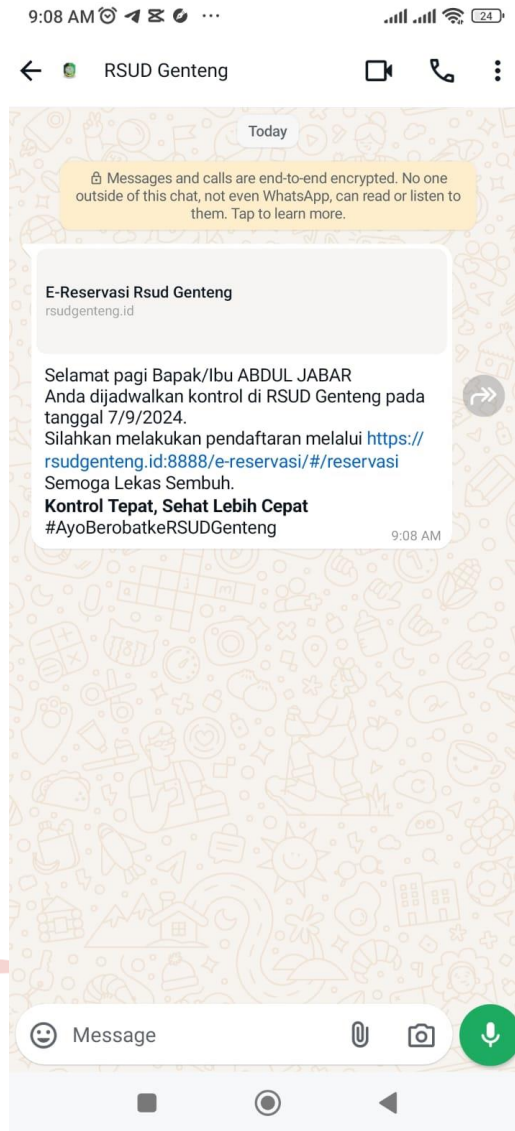 9:08 AM ...
24
RSUD Genteng
Today
Messages and calls are end-to-end encrypted. No one
outside of this chat, not even WhatsApp, can read or listen to
them. Tap to learn more.
E-Reservasi Rsud Genteng
rsudgenteng.id
Selamat pagi Bapak/Ibu ABDUL JABAR
Anda dijadwalkan kontrol di RSUD Genteng pada
tanggal 7/9/2024.
Silahkan melakukan pendaftaran melalui https://
rsudgenteng.id:8888/e-reservasi/#/reservasi
Semoga Lekas Sembuh.
Kontrol Tepat, Sehat Lebih Cepat
#AyoBerobatkeRSUDGenteng
9:08 AM
Message